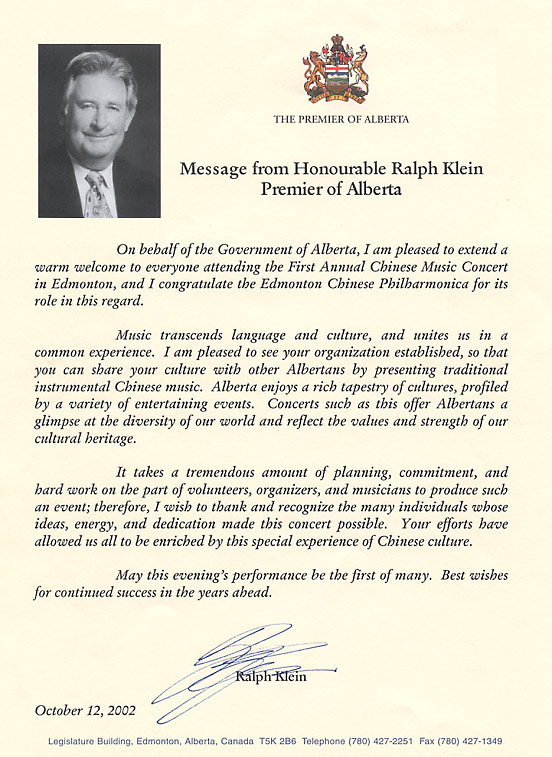 THE PREMIER OF ALBERTA
Message from Honourable Ralph Klein
Premier of Alberta
On behalf of the Government of Alberta, I am pleased to extend a
warm welcome to everyone attending the First Annual Chinese Music Concert
in Edmonton, and I congratulate the Edmonton Chinese Philharmonica for its
role in this regard.
Music transcends language and culture, and unites us in a
common experience. I am pleased to see your organization established, so that
you can share your culture with other Albertans by presenting traditional
instrumental Chinese music. Alberta enjoys a rich tapestry of cultures, profiled
by a variety of entertaining events. Concerts such as this offer Albertans a
glimpse at the diversity of our world and reflect the values and strength of our
cultural heritage.
It takes a tremendous amount of planning, commitment, and
hard work on the part of volunteers, organizers, and musicians to produce such
an event; therefore, I wish to thank and recognize the many individuals whose
ideas, energy, and dedication made this concert possible. Your efforts have
allowed us all to be enriched by this special experience of Chinese culture.
May this evening's performance be the first of many. Best wishes
for continued success in the years ahead.
Ralph Klein
October 12, 2002
Legislature Building, Edmonton, Alberta, Canada T5K 2B6 Telephone (780) 427-2251 Fax (780) 427-1349